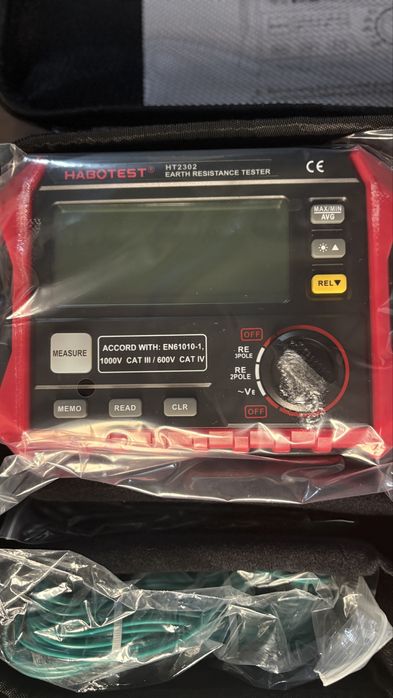 HABOTEST®
HT2302
EARTH RESISTANCE TESTER
CE
MAX/MIN
AVG
▲
REL▼
MEASURE
ACCORD WITH: EN61010-1,
1000V CAT III / 600V CAT IV
OFF
RE
3POLE
RE
2POLE
~VE
OFF
MEMO
READ
CLR